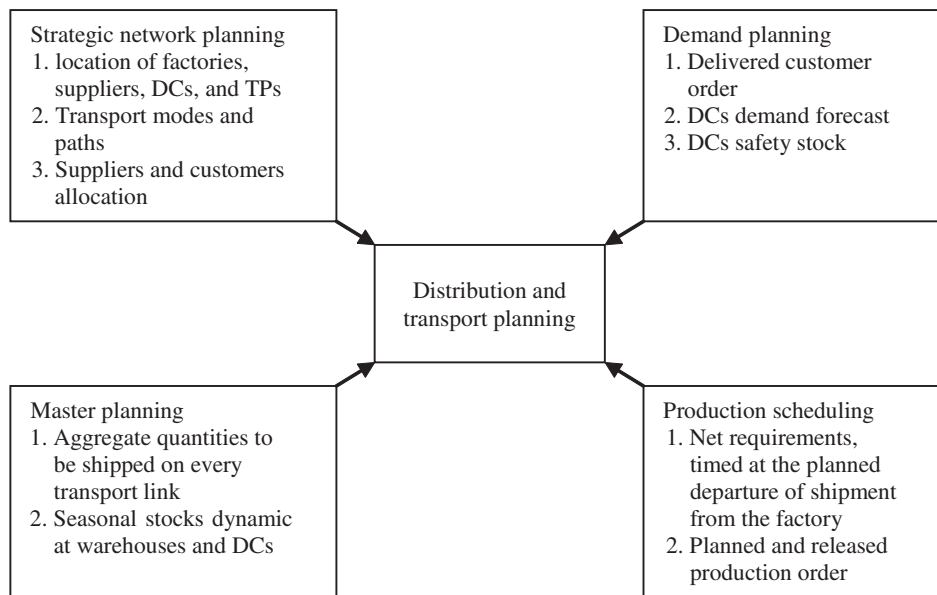 Strategic network planning
1. location of factories,
suppliers, DCs, and TPs
2. Transport modes and
paths
3. Suppliers and customers
allocation
Demand planning
1. Delivered customer
order
2. DCs demand forecast
3. DCs safety stock
Distribution and
transport planning
Master planning
1. Aggregate quantities to
be shipped on every
transport link
2. Seasonal stocks dynamic
at warehouses and DCs
Production scheduling
1. Net requirements,
timed at the planned
departure of shipment
from the factory
2. Planned and released
production order